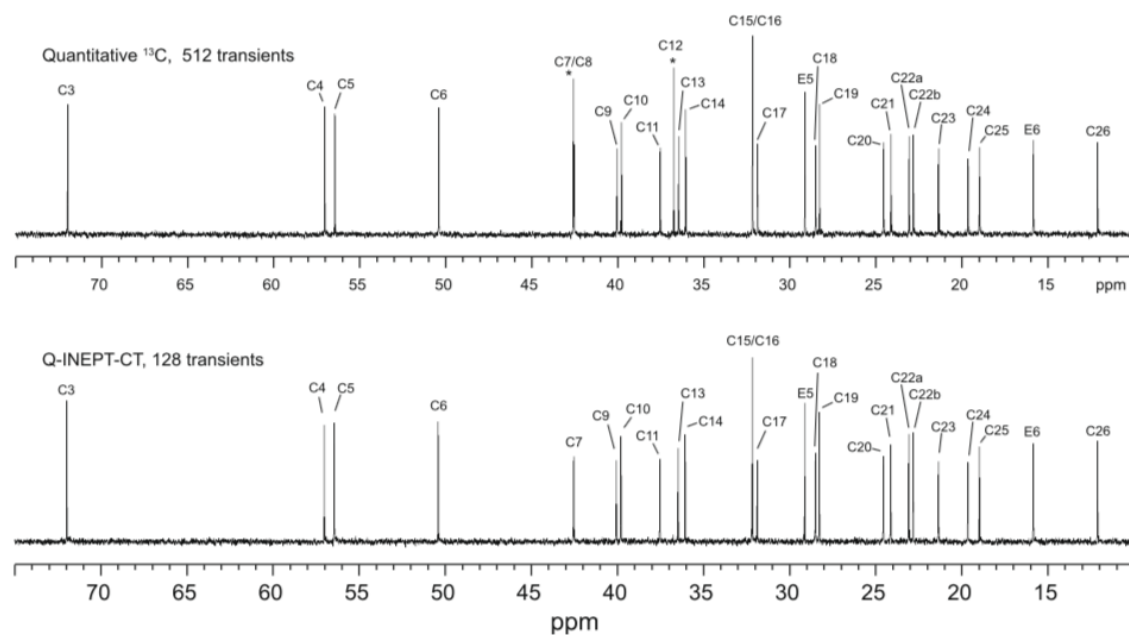 Quantitative ¹³C, 512 transients
C3
C4
C5
C6
C7/C8
*
C9
C10
C11
C12
*
C13
C14
C15/C16
C17
E5
C18
C19
C20
C21
C22a
C22b
C23
C24
C25
E6
C26
70 65 60 55 50 45 40 35 30 25 20 15 ppm
Q-INEPT-CT, 128 transients
C3
C4
C5
C6
C7
C9
C10
C11
C13
C14
C15/C16
C17
E5
C18
C19
C20
C21
C22a
C22b
C23
C24
C25
E6
C26
70 65 60 55 50 45 40 35 30 25 20 15
ppm